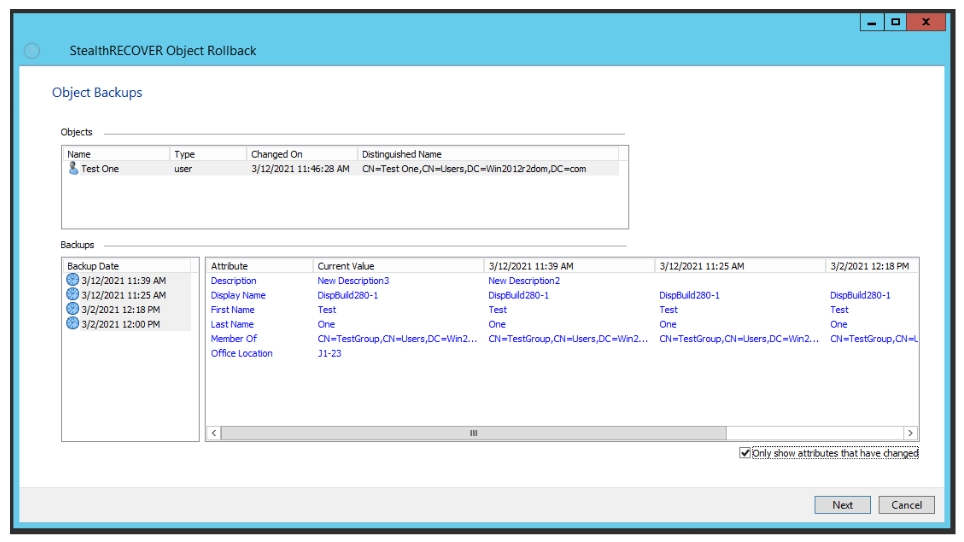 StealthRECOVER Object Rollback
Object Backups
Objects
Name Type Changed On Distinguished Name
Test One user 3/12/2021 11:46:28 AM CN=Test One,CN=Users,DC=Win2012r2dom,DC=com
Backups
Backup Date
3/12/2021 11:39 AM
3/12/2021 11:25 AM
3/2/2021 12:18 PM
3/2/2021 12:00 PM
Attribute Current Value 3/12/2021 11:39 AM 3/12/2021 11:25 AM 3/2/2021 12:18 PM
Description New Description3 New Description2
Display Name DispBuild280-1 DispBuild280-1 DispBuild280-1 DispBuild280-1
First Name Test Test Test Test
Last Name One One One One
Member Of CN=TestGroup,CN=Users,DC=Win2... CN=TestGroup,CN=Users,DC=Win2... CN=TestGroup,CN=Users,DC=Win2... CN=TestGroup,CN=U
Office Location J1-23
Only show attributes that have changed
Next Cancel